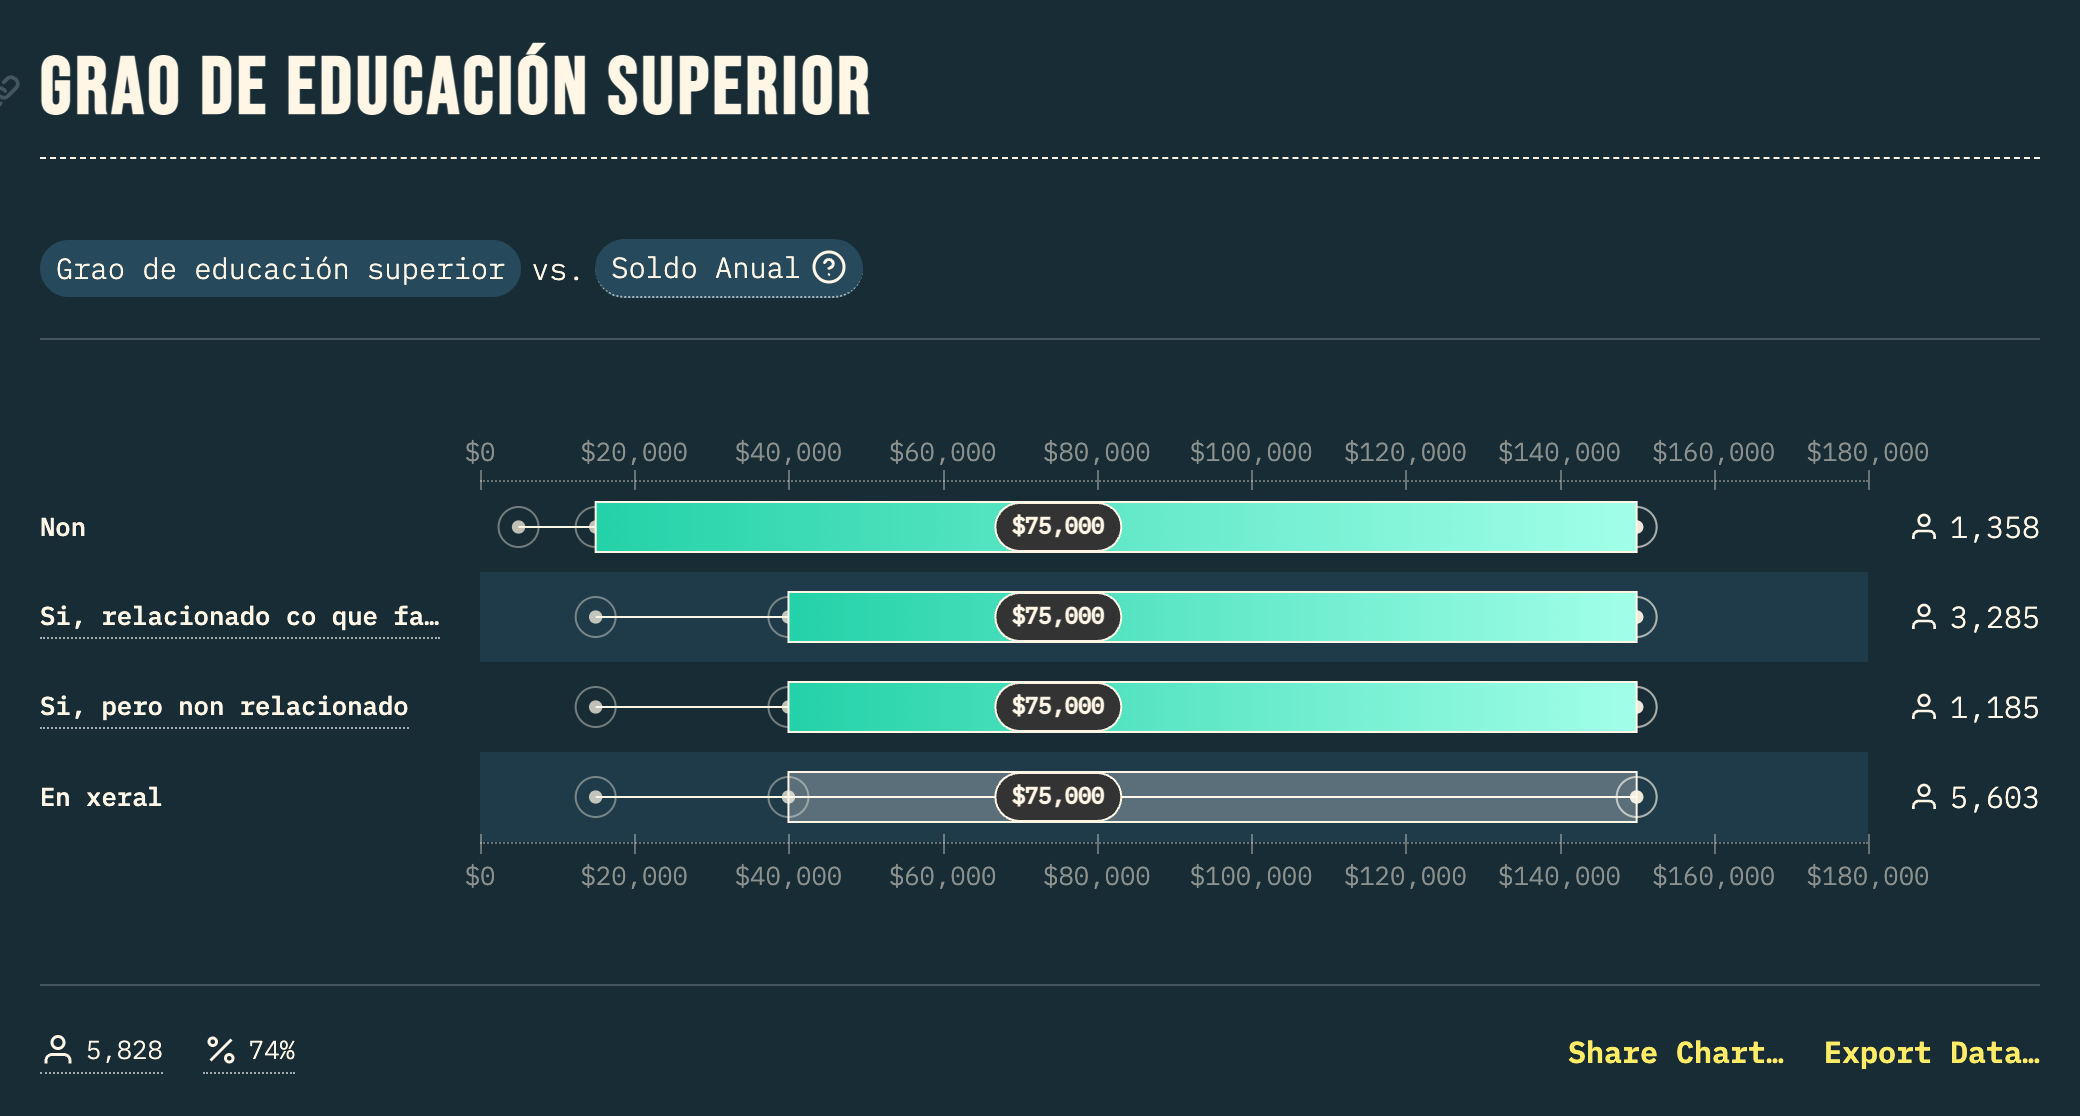 GRAO DE EDUCACIÓN SUPERIOR
Grao de educación superior vs. Soldo Anual
$0 $20,000 $40,000 $60,000 $80,000 $100,000 $120,000 $140,000 $160,000 $180,000
Non $75,000 1,358
Si, relacionado co que fa… $75,000 3,285
Si, pero non relacionado $75,000 1,185
En xeral $75,000 5,603
$0 $20,000 $40,000 $60,000 $80,000 $100,000 $120,000 $140,000 $160,000 $180,000
5,828 74% Share Chart… Export Data…